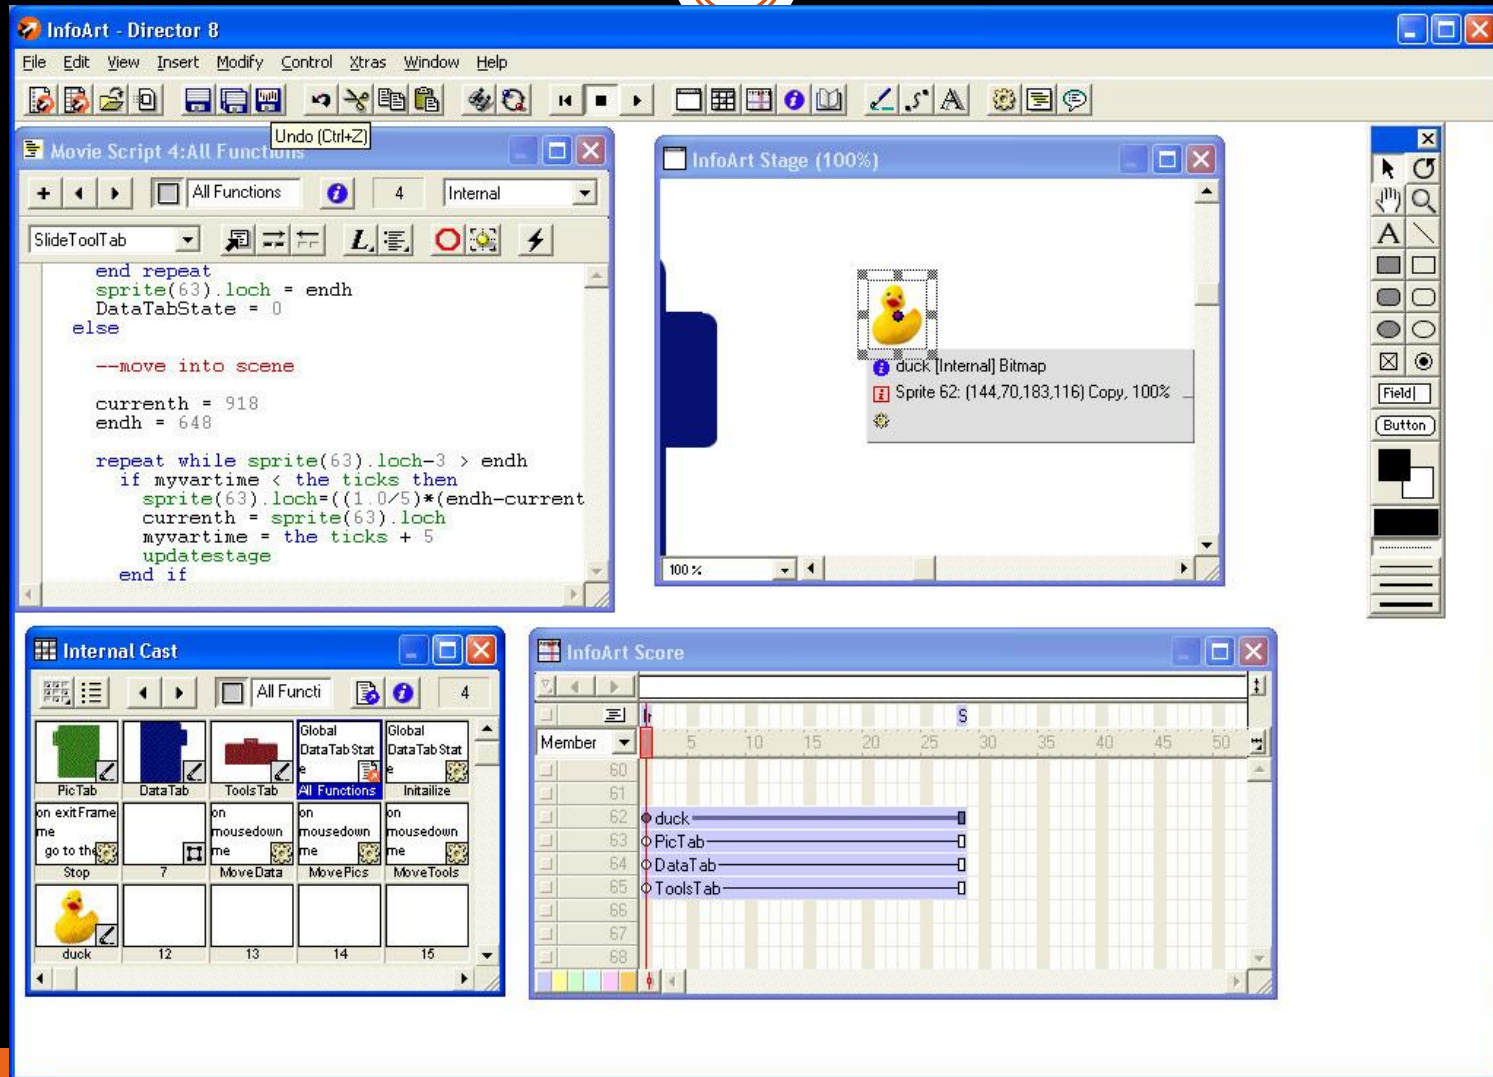 InfoArt - Director 8
File Edit View Insert Modify Control Xtras Window Help
Undo (Ctrl+Z)
Movie Script 4:All Functions
All Functions 4 Internal
SlideToolTab
end repeat
sprite(63).loch = endh
DataTabState = 0
else
--move into scene
currenth = 918
endh = 648
repeat while sprite(63).loch-3 > endh
if myvartime < the ticks then
sprite(63).loch=((1.0/5)*(endh-current
currenth = sprite(63).loch
myvartime = the ticks + 5
updatestage
end if
InfoArt Stage (100%)
duck [Internal] Bitmap
Sprite 62: (144,70,183,116) Copy, 100%
100 %
Field
Button
Internal Cast
All Functi 4
Global
DataTabStat
e
Global
DataTabStat
e
PicTab DataTab ToolsTab All Functions Initailize
on exitFrame
me
go to the
on
mousedown
me
on
mousedown
me
on
mousedown
me
Stop 7 MoveData MovePics MoveTools
duck 12 13 14 15
InfoArt Score
S
Member 5 10 15 20 25 30 35 40 45 50
60
61
62 duck
63 PicTab
64 DataTab
65 ToolsTab
66
67
68